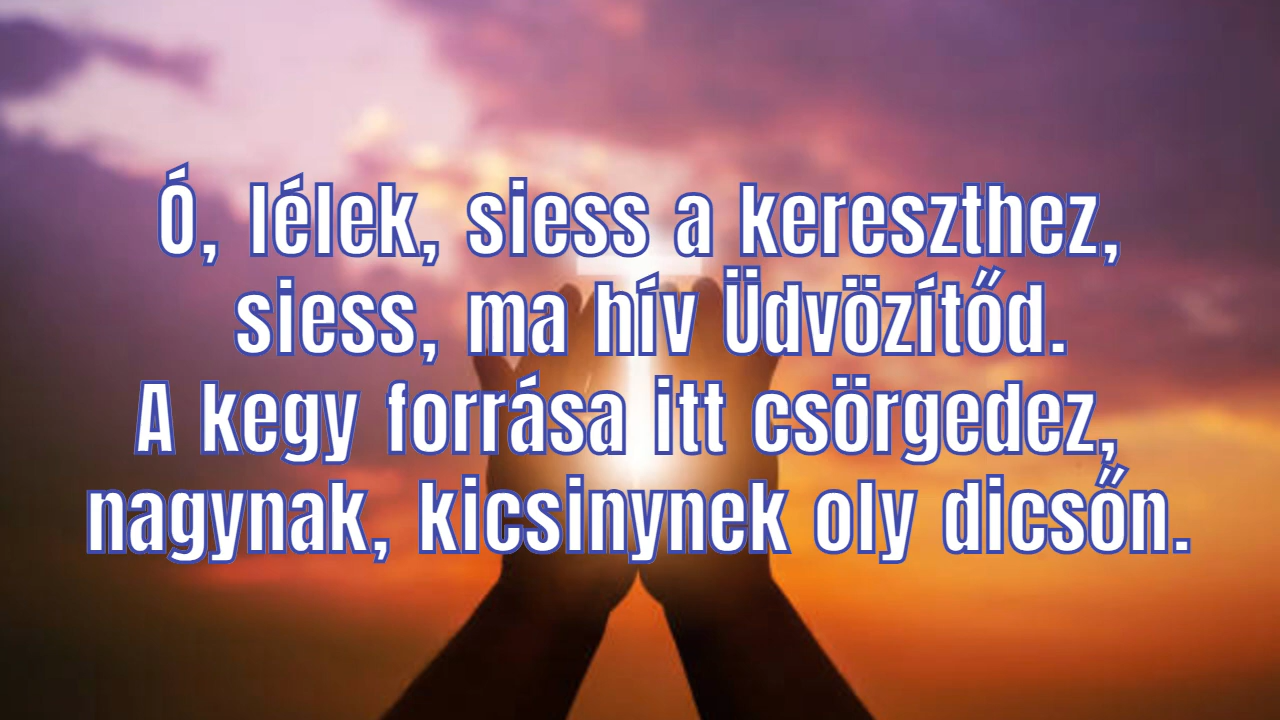 Ó, lélek, siess a kereszthez,
siess, ma hív Üdvözítőd.
A kegy forrása itt csörgedez,
nagynak, kicsinynek oly dicsőn.